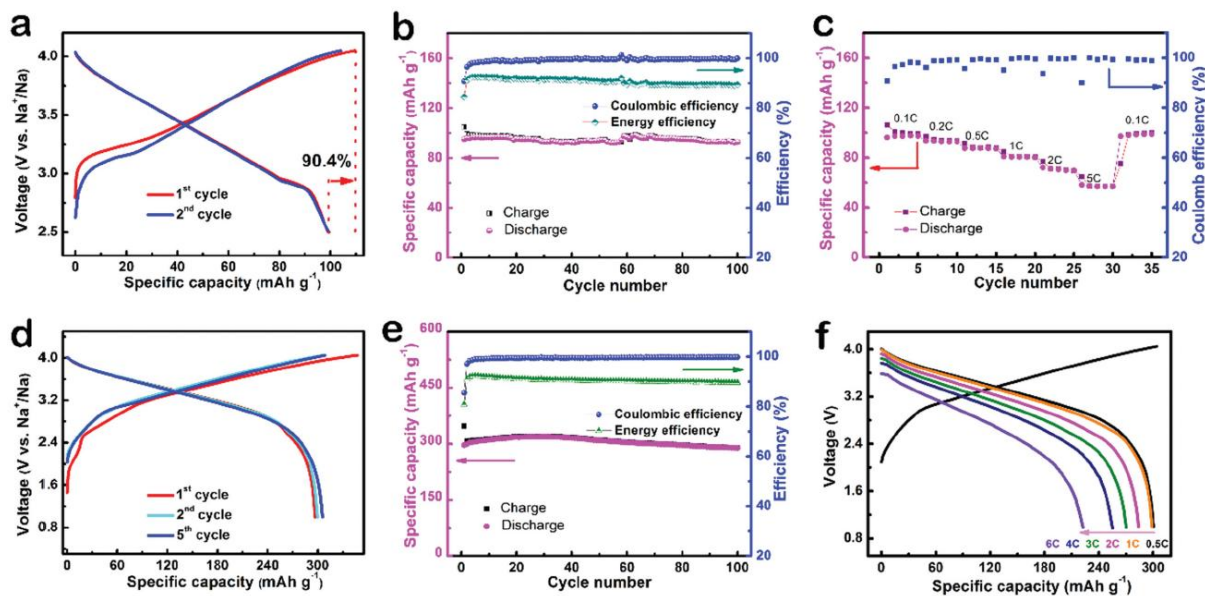 a
4.0
3.5
3.0
2.5
Voltage (V vs. Na⁺/Na)
90.4%
1ˢᵗ cycle
2ⁿᵈ cycle
0 20 40 60 80 100
Specific capacity (mAh g⁻¹)
b
160
120
80
40
0
Specific capacity (mAh g⁻¹)
Coulombic efficiency
Energy efficiency
Charge
Discharge
100
80
60
40
20
Efficiency (%)
0 20 40 60 80 100
Cycle number
c
160
120
80
40
0
Specific capacity (mAh g⁻¹)
0.1C 0.2C 0.5C 1C 2C 5C 0.1C
Charge
Discharge
100
80
60
40
20
Coulomb efficiency (%)
0 5 10 15 20 25 30 35
Cycle number
d
4.0
3.2
2.4
1.6
Voltage (V vs. Na⁺/Na)
1ˢᵗ cycle
2ⁿᵈ cycle
5ᵗʰ cycle
0 60 120 180 240 300
Specific capacity (mAh g⁻¹)
e
600
450
300
150
0
Specific capacity (mAh g⁻¹)
Coulombic efficiency
Energy efficiency
Charge
Discharge
100
80
60
40
20
Efficiency (%)
0 20 40 60 80 100
Cycle number
f
4.0
3.2
2.4
1.6
0.8
Voltage (V)
6C 4C 3C 2C 1C 0.5C
0 60 120 180 240 300
Specific capacity (mAh g⁻¹)